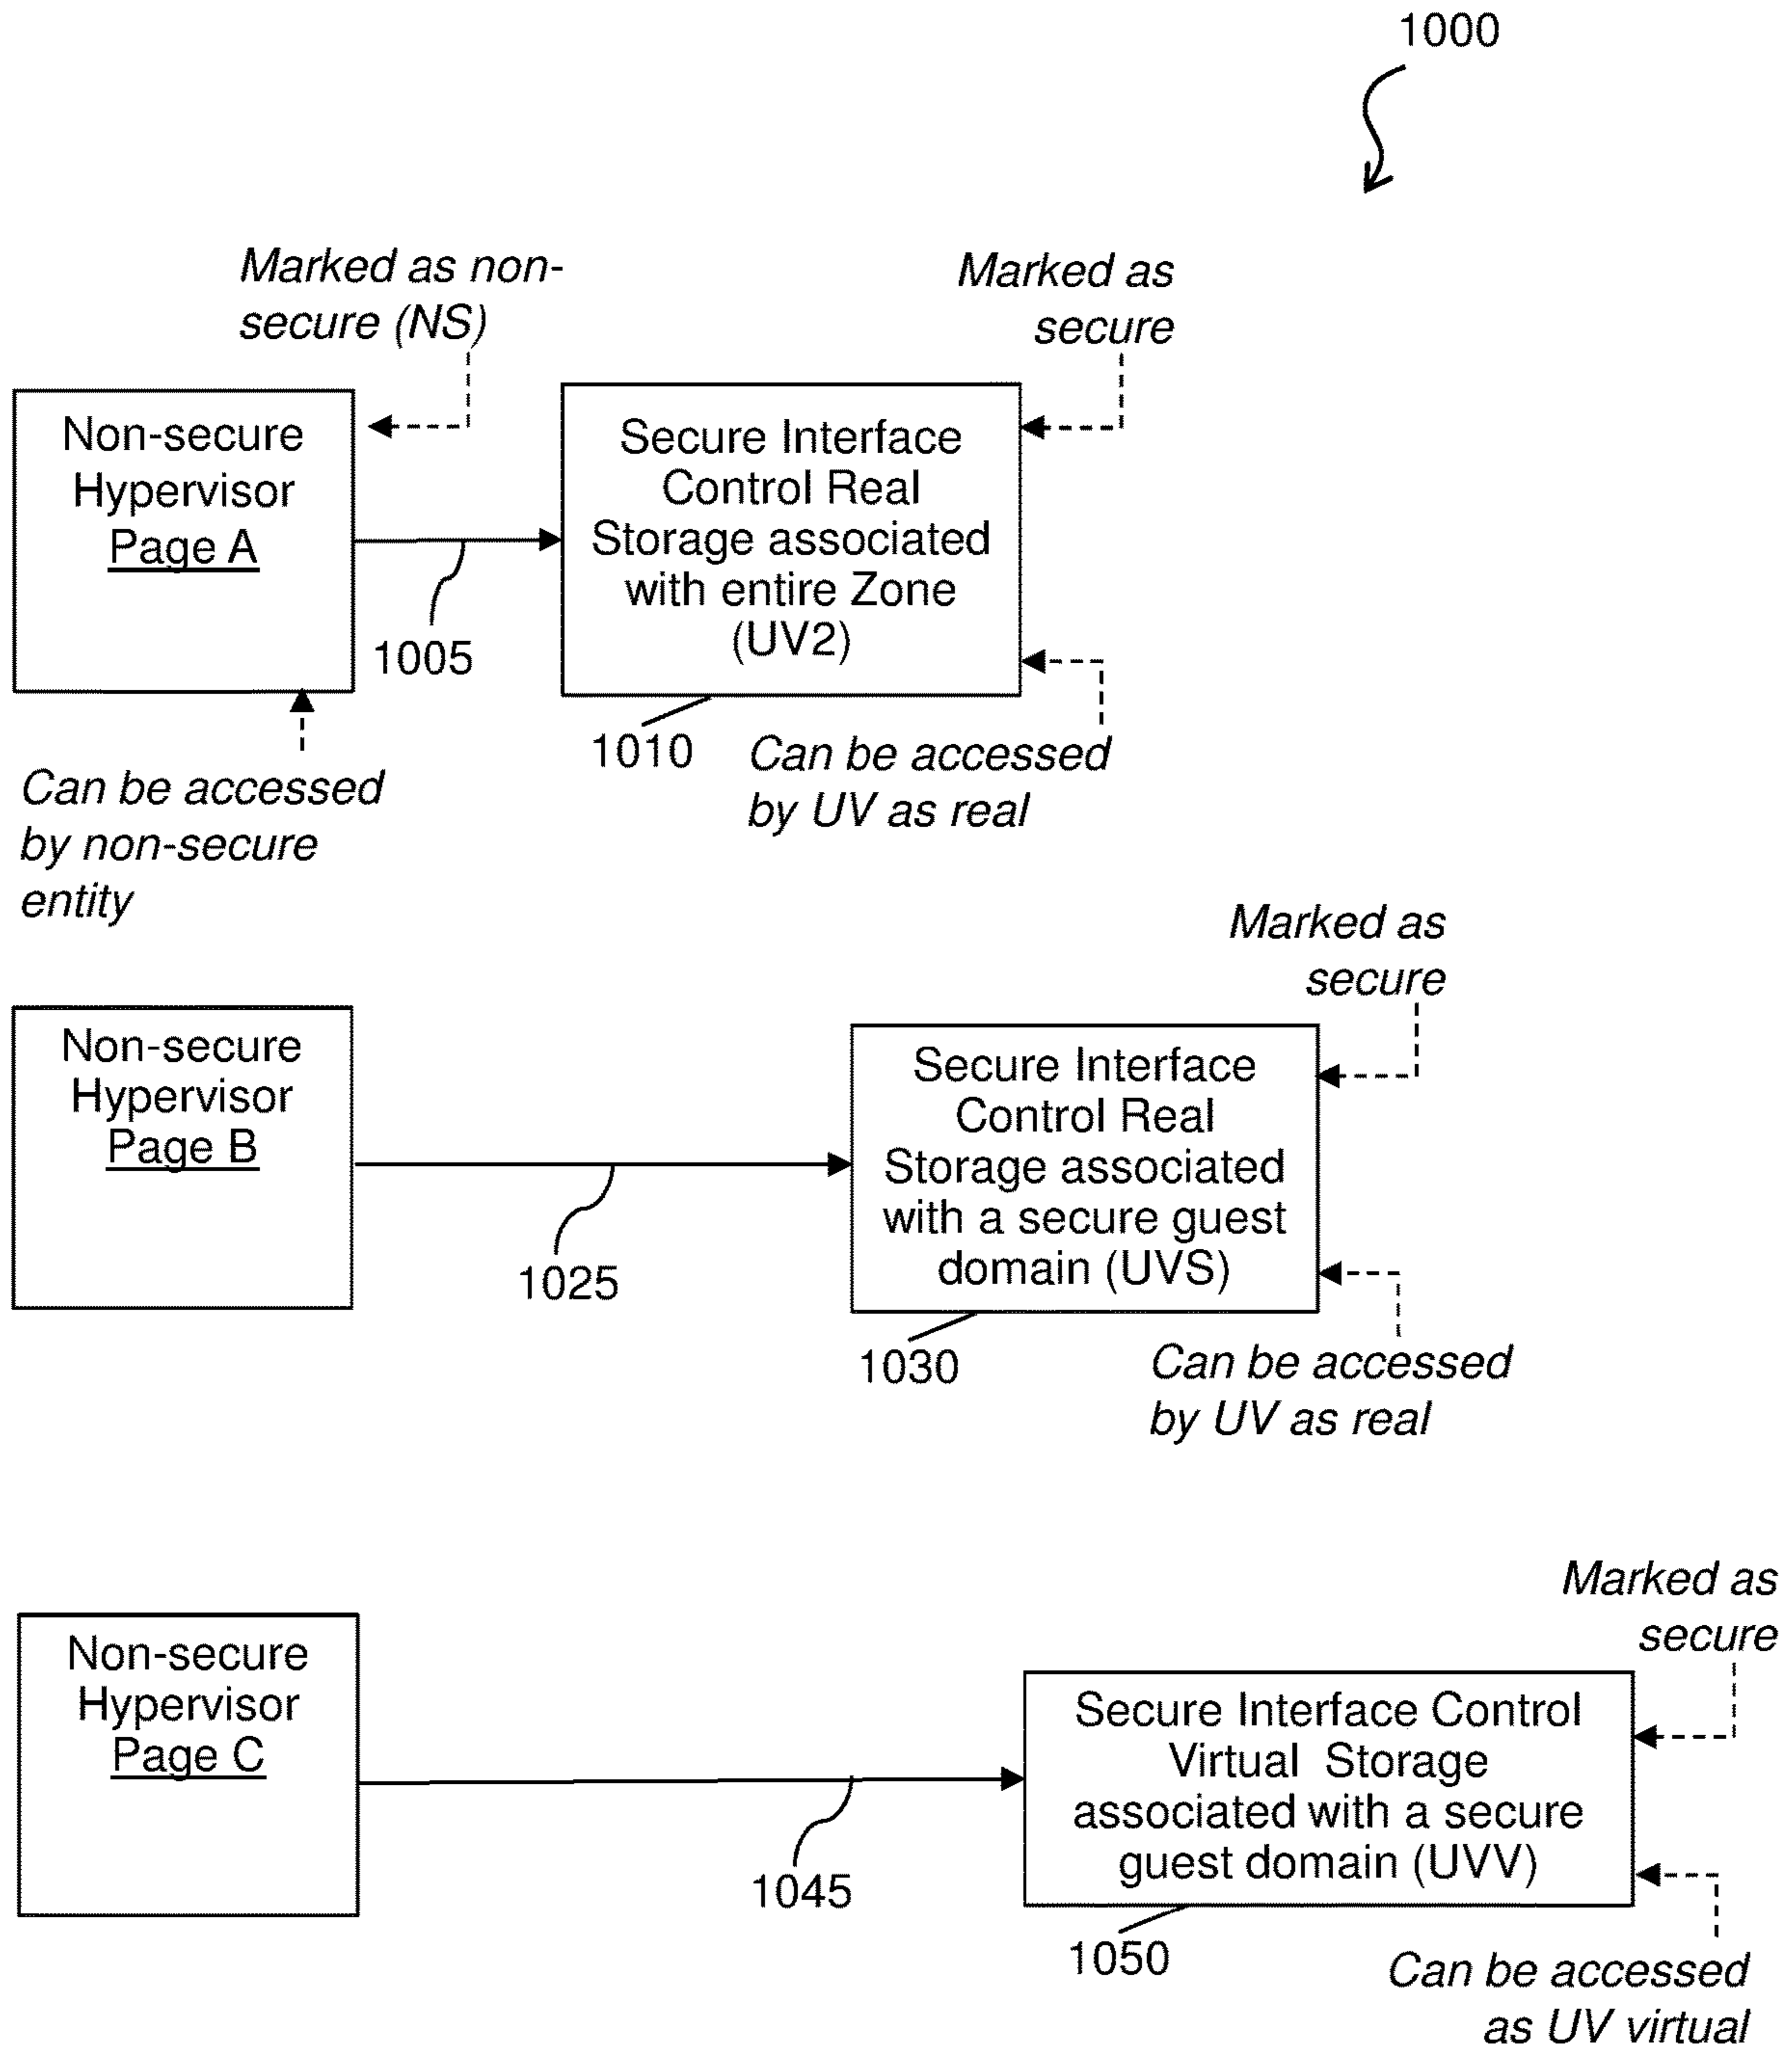 1000
Marked as non-
secure (NS)
Marked as
secure
Non-secure
Hypervisor
Page A
Secure Interface
Control Real
Storage associated
with entire Zone
(UV2)
1005
1010
Can be accessed
by UV as real
Can be accessed
by non-secure
entity
Marked as
secure
Non-secure
Hypervisor
Page B
Secure Interface
Control Real
Storage associated
with a secure guest
domain (UVS)
1025
1030
Can be accessed
by UV as real
Marked as
secure
Non-secure
Hypervisor
Page C
Secure Interface Control
Virtual Storage
associated with a secure
guest domain (UVV)
1045
1050
Can be accessed
as UV virtual